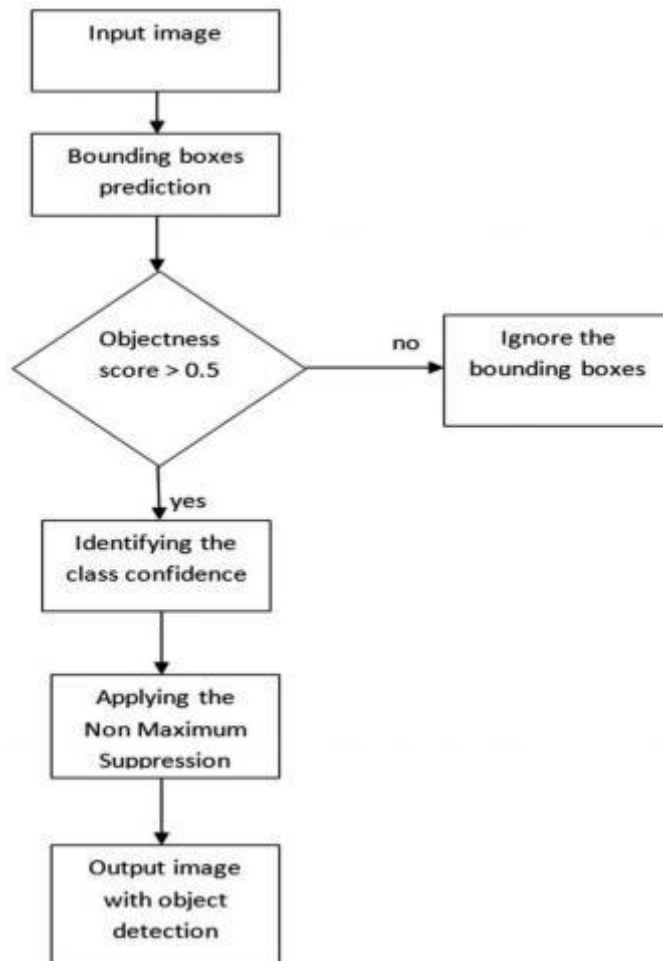 Input image
Bounding boxes
prediction
Objectness
score > 0.5
no
Ignore the
bounding boxes
yes
Identifying the
class confidence
Applying the
Non Maximum
Suppression
Output image
with object
detection